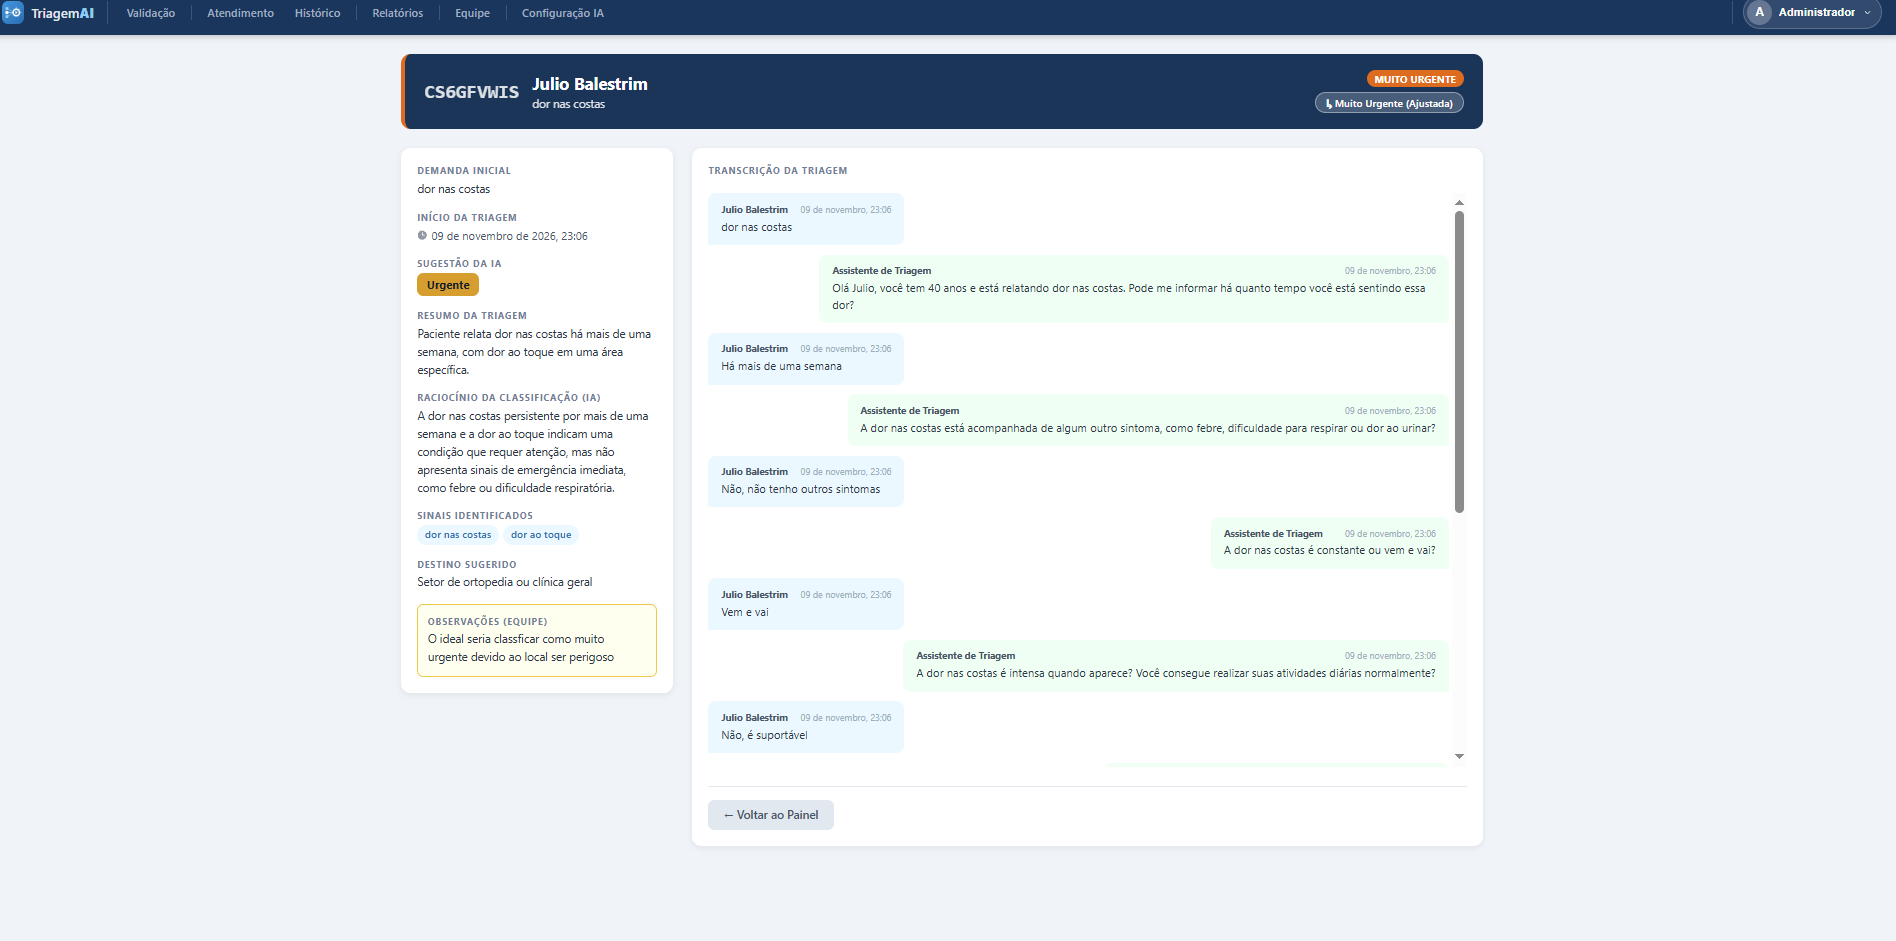 TriagemAI
Validação
Atendimento
Histórico
Relatórios
Equipe
Configuração IA
A
Administrador
CS6GFVWIS
Julio Balestrim
dor nas costas
MUITO URGENTE
Muito Urgente (Ajustada)
DEMANDA INICIAL
dor nas costas
INÍCIO DA TRIAGEM
09 de novembro de 2026, 23:06
SUGESTÃO DA IA
Urgente
RESUMO DA TRIAGEM
Paciente relata dor nas costas há mais de uma
semana, com dor ao toque em uma área
específica.
RACIOCÍNIO DA CLASSIFICAÇÃO (IA)
A dor nas costas persistente por mais de uma
semana e a dor ao toque indicam uma
condição que requer atenção, mas não
apresenta sinais de emergência imediata,
como febre ou dificuldade respiratória.
SINAIS IDENTIFICADOS
dor nas costas
dor ao toque
DESTINO SUGERIDO
Setor de ortopedia ou clínica geral
OBSERVAÇÕES (EQUIPE)
O ideal seria classficar como muito
urgente devido ao local ser perigoso
TRANSCRIÇÃO DA TRIAGEM
Julio Balestrim 09 de novembro, 23:06
dor nas costas
Assistente de Triagem 09 de novembro, 23:06
Olá Julio, você tem 40 anos e está relatando dor nas costas. Pode me informar há quanto tempo você está sentindo essa
dor?
Julio Balestrim 09 de novembro, 23:06
Há mais de uma semana
Assistente de Triagem 09 de novembro, 23:06
A dor nas costas está acompanhada de algum outro sintoma, como febre, dificuldade para respirar ou dor ao urinar?
Julio Balestrim 09 de novembro, 23:06
Não, não tenho outros sintomas
Assistente de Triagem 09 de novembro, 23:06
A dor nas costas é constante ou vem e vai?
Julio Balestrim 09 de novembro, 23:06
Vem e vai
Assistente de Triagem 09 de novembro, 23:06
A dor nas costas é intensa quando aparece? Você consegue realizar suas atividades diárias normalmente?
Julio Balestrim 09 de novembro, 23:06
Não, é suportável
← Voltar ao Painel